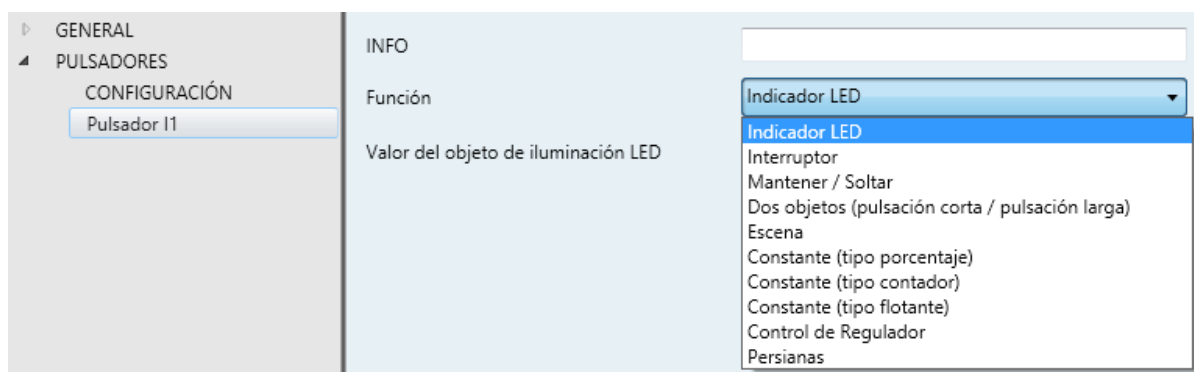 GENERAL
PULSADORES
CONFIGURACIÓN
Pulsador I1
INFO
Función
Indicador LED
Valor del objeto de iluminación LED
Indicador LED
Interruptor
Mantener / Soltar
Dos objetos (pulsación corta / pulsación larga)
Escena
Constante (tipo porcentaje)
Constante (tipo contador)
Constante (tipo flotante)
Control de Regulador
Persianas